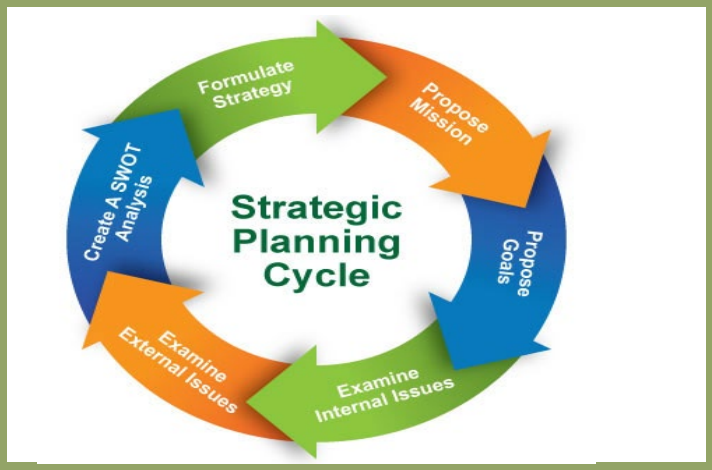 Formulate
Strategy
Propose
Mission
Propose
Goals
Examine
Internal Issues
Examine
External Issues
Create A SWOT
Analysis
Strategic
Planning
Cycle